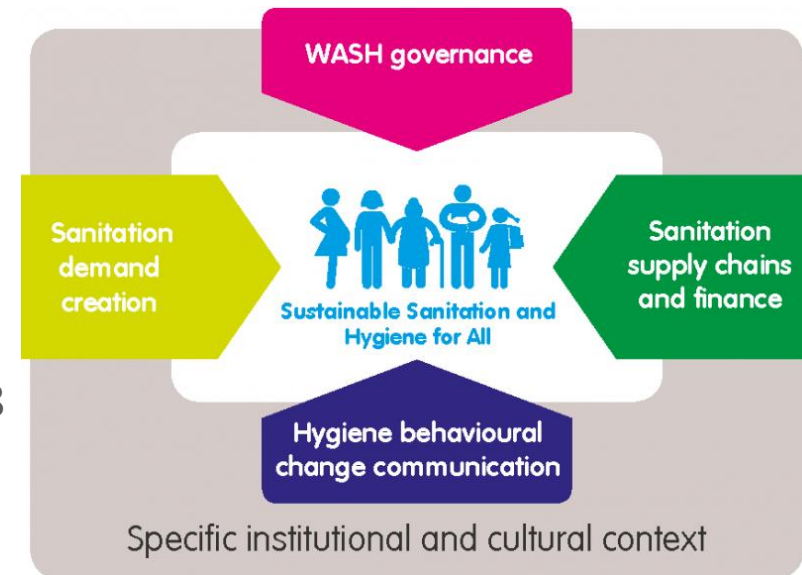 WASH governance
Sanitation
demand
creation
Sustainable Sanitation and
Hygiene for All
Sanitation
supply chains
and finance
Hygiene behavioural
change communication
Specific institutional and cultural context